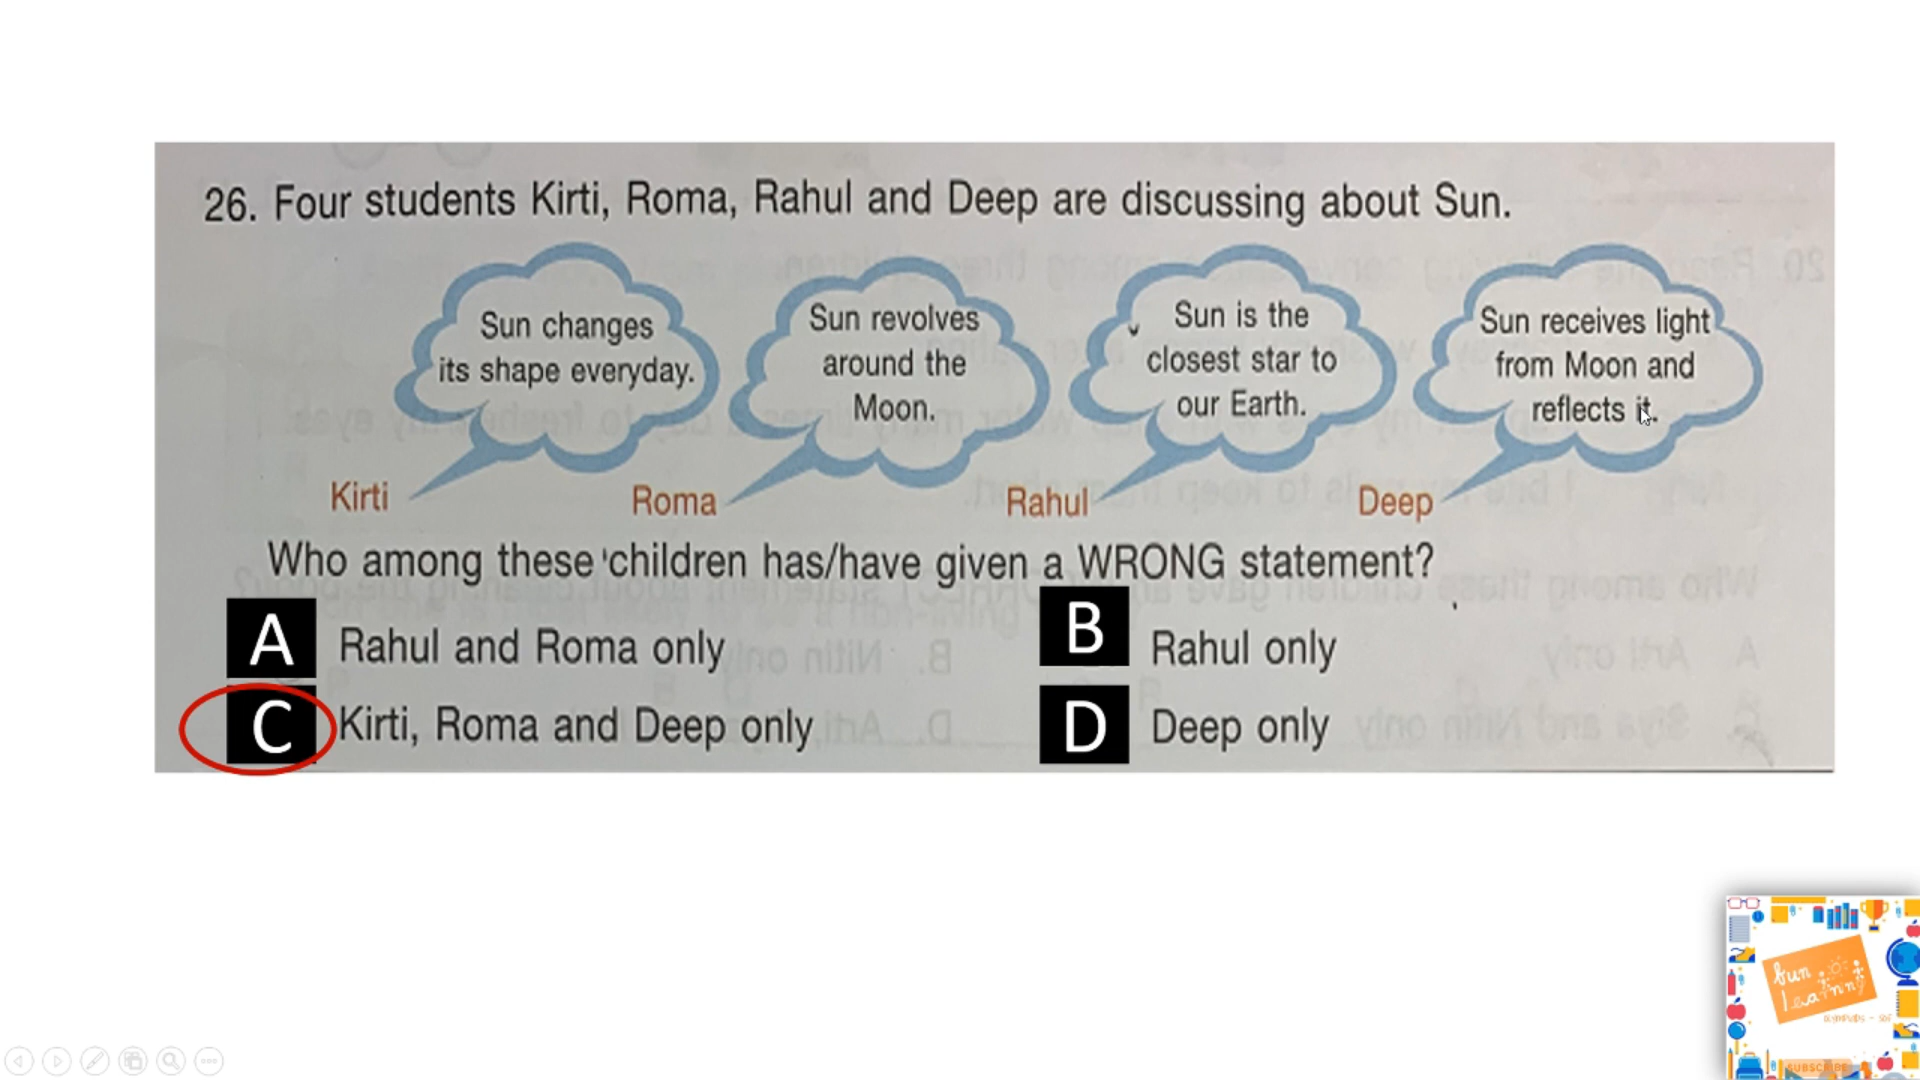 26. Four students Kirti, Roma, Rahul and Deep are discussing about Sun.
Sun changes
its shape everyday.
Sun revolves
around the
Moon.
Sun is the
closest star to
our Earth.
Sun receives light
from Moon and
reflects it.
Kirti
Roma
Rahul
Deep
Who among these children has/have given a WRONG statement?
A Rahul and Roma only
B Rahul only
C Kirti, Roma and Deep only
D Deep only
bun
learning
SUBSCRIBE